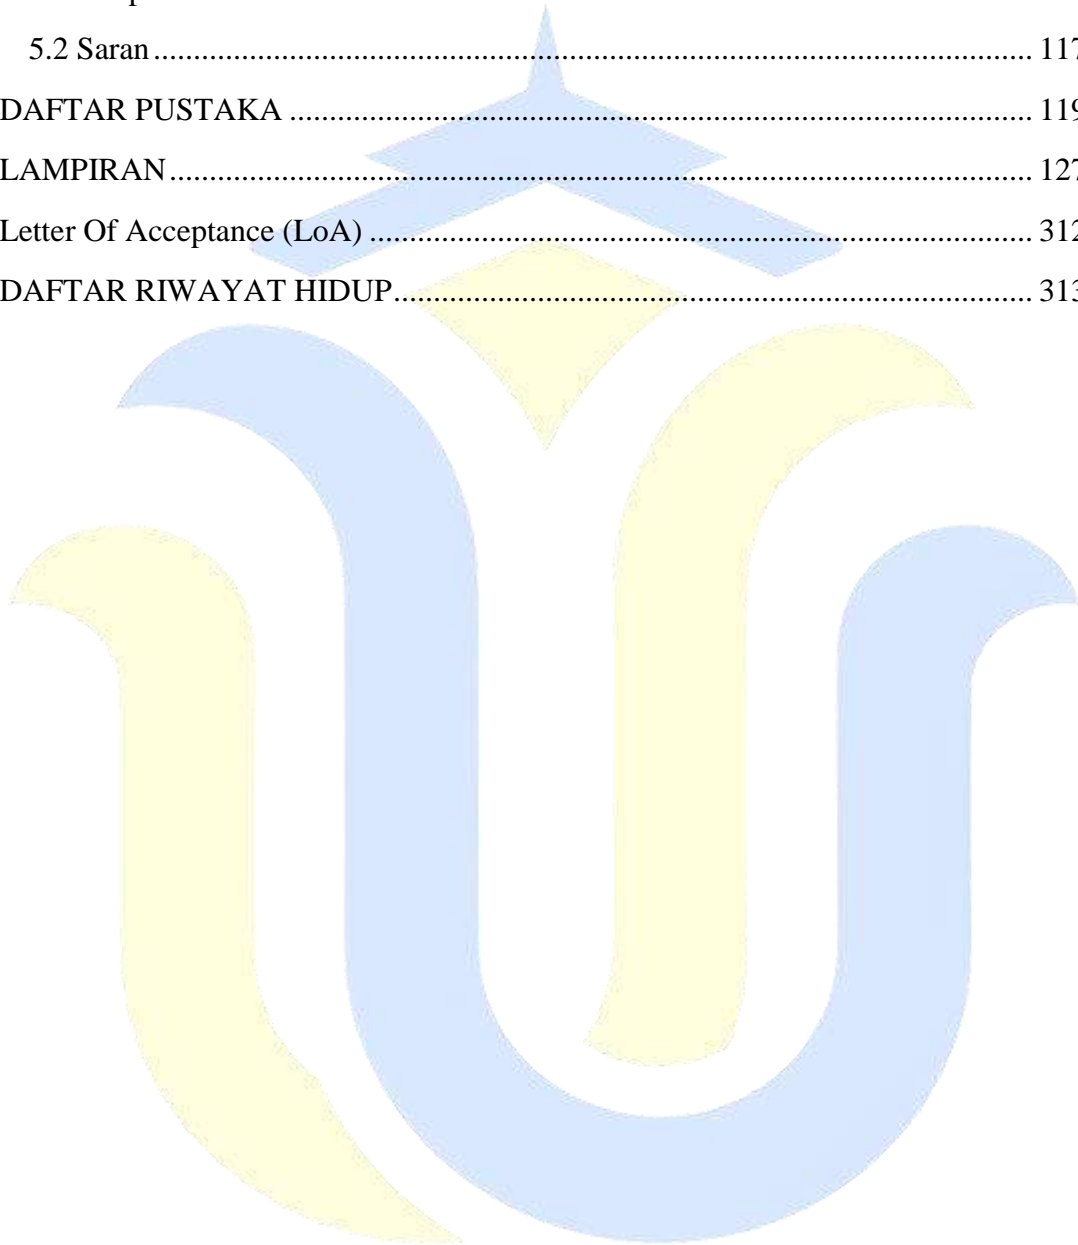 5.2 Saran ............................................................................................... 117
DAFTAR PUSTAKA ............................................................................... 119
LAMPIRAN ............................................................................................ 127
Letter Of Acceptance (LoA) ...................................................................... 312
DAFTAR RIWAYAT HIDUP .................................................................... 313